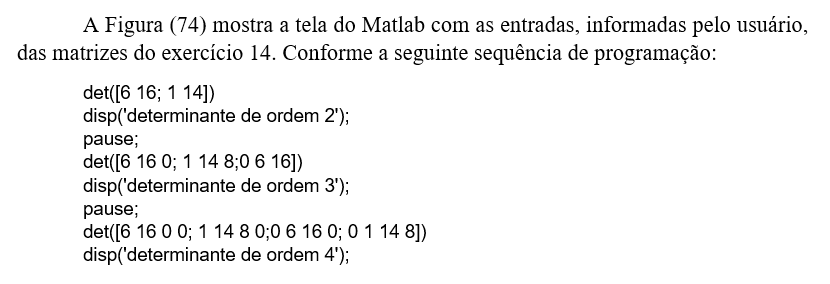 A Figura (74) mostra a tela do Matlab com as entradas, informadas pelo usuário,
das matrizes do exercício 14. Conforme a seguinte sequência de programação:
det([6 16; 1 14])
disp('determinante de ordem 2');
pause;
det([6 16 0; 1 14 8;0 6 16])
disp('determinante de ordem 3');
pause;
det([6 16 0 0; 1 14 8 0;0 6 16 0; 0 1 14 8])
disp('determinante de ordem 4');